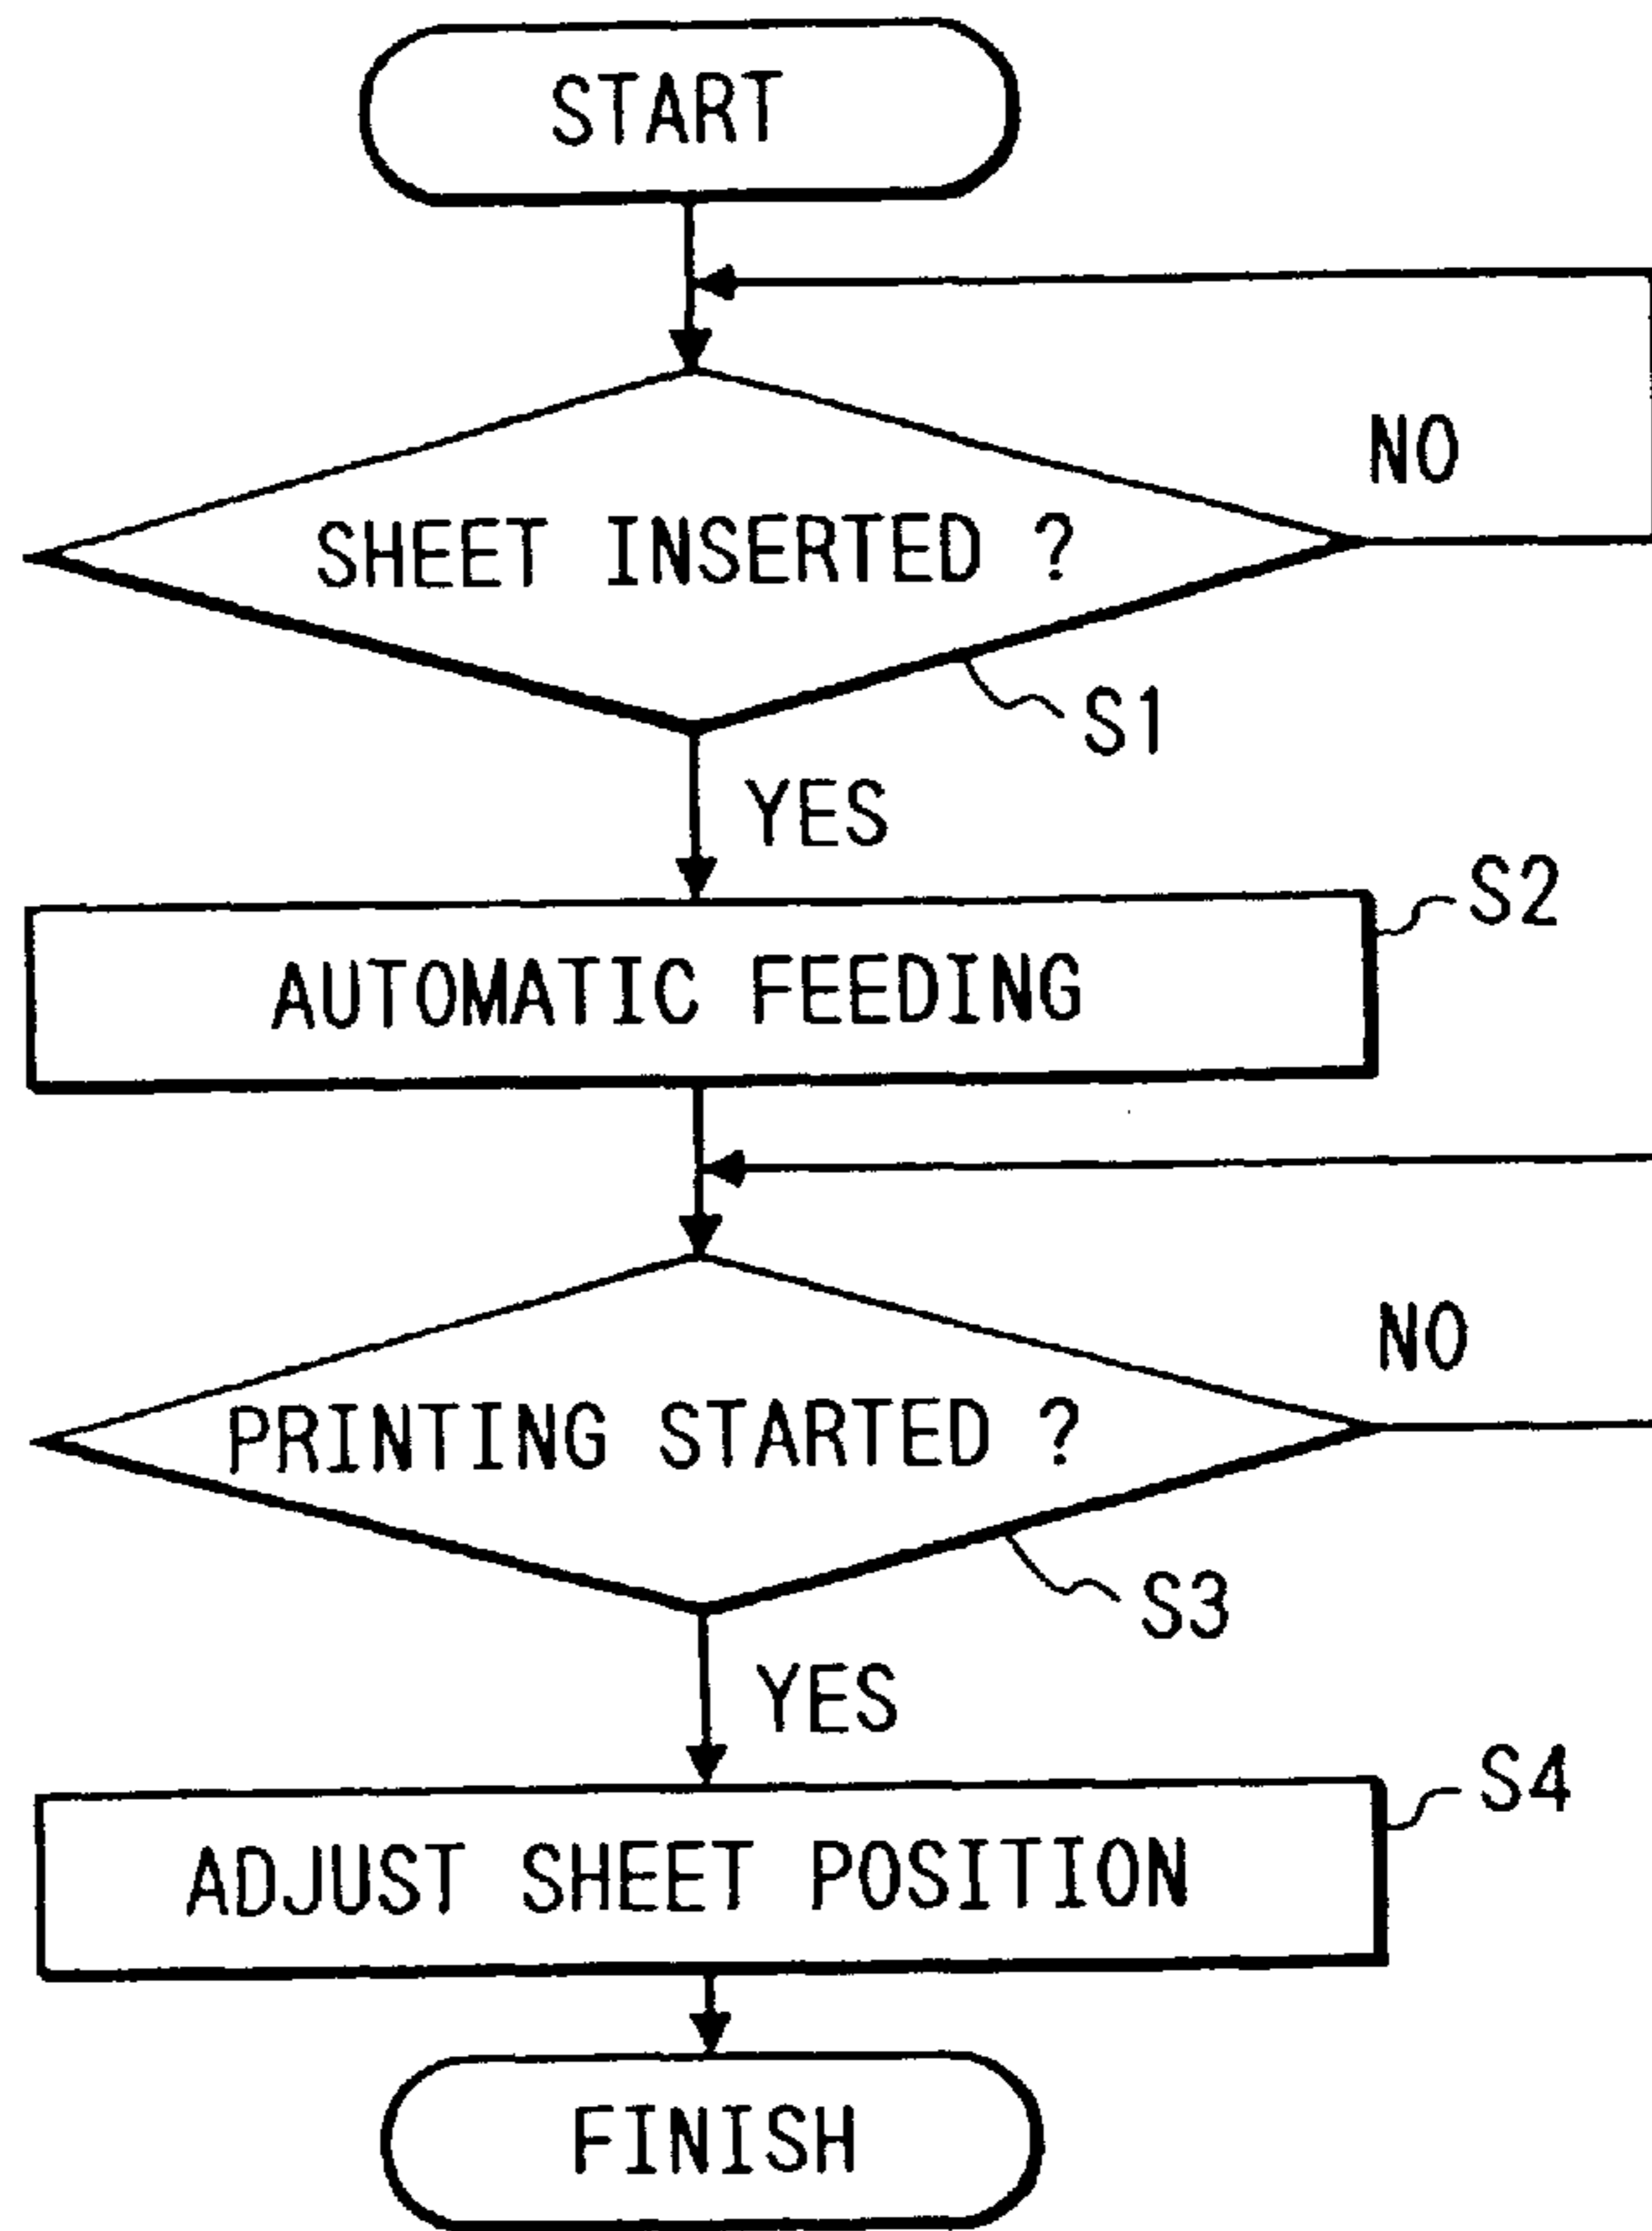 START
NO
SHEET INSERTED ?
S1
YES
S2
AUTOMATIC FEEDING
NO
PRINTING STARTED ?
S3
YES
S4
ADJUST SHEET POSITION
FINISH